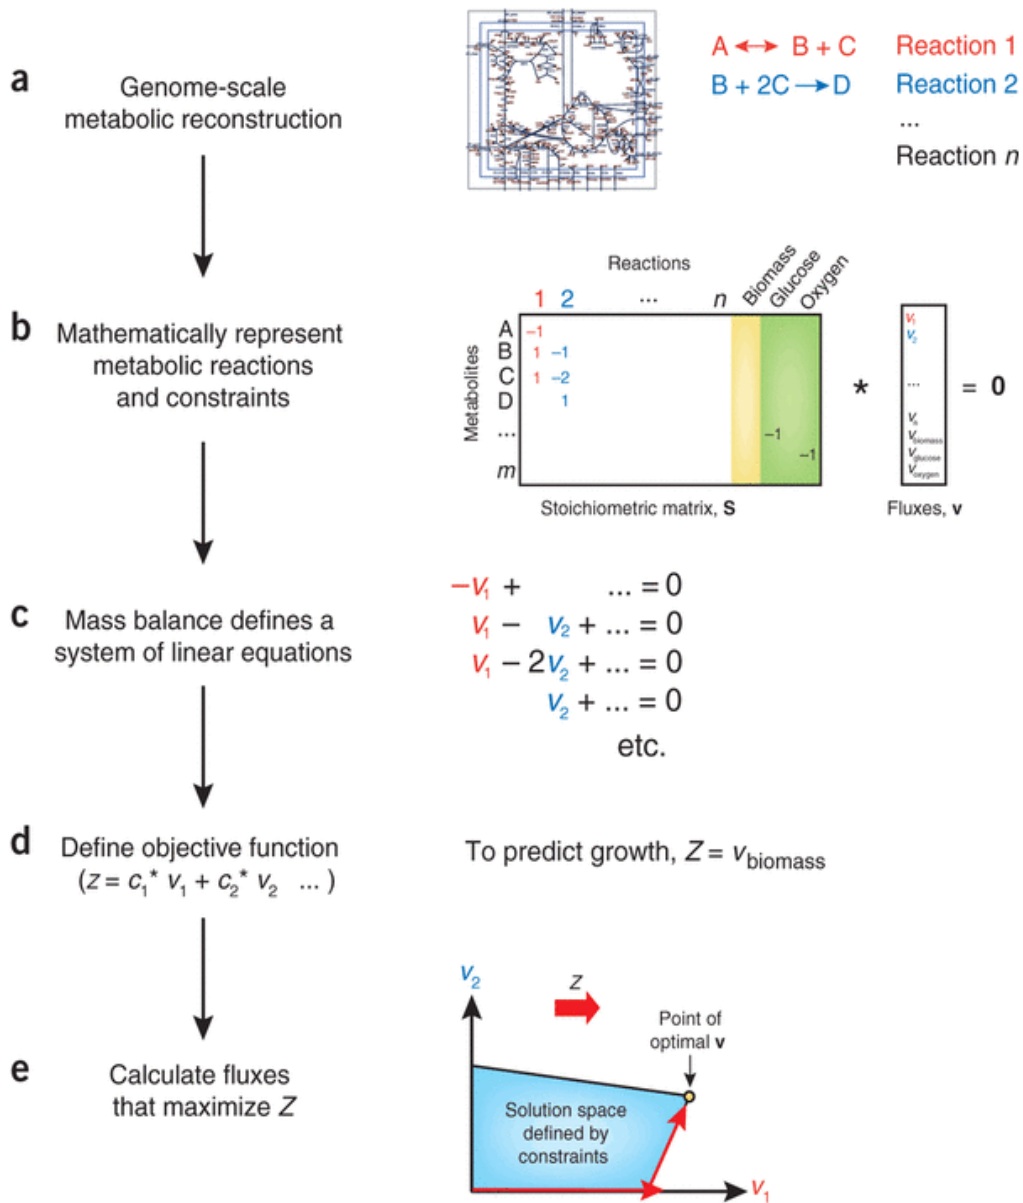 a
Genome-scale
metabolic reconstruction
A ↔ B + C Reaction 1
B + 2C → D Reaction 2
...
Reaction n
b
Mathematically represent
metabolic reactions
and constraints
Reactions
1 2 ... n Biomass Glucose Oxygen
Metabolites
A −1
B 1 −1
C 1 −2
D 1
... −1
−1
m
Stoichiometric matrix, S
*
v₁
v₂
...
vₙ
v_biomass
v_glucose
v_oxygen
= 0
Fluxes, v
c
Mass balance defines a
system of linear equations
−v₁ + ... = 0
v₁ − v₂ + ... = 0
v₁ − 2v₂ + ... = 0
v₂ + ... = 0
etc.
d
Define objective function
(z = c₁* v₁ + c₂* v₂ ... )
To predict growth, Z = v_biomass
e
Calculate fluxes
that maximize Z
v₂
Z
Point of
optimal v
Solution space
defined by
constraints
v₁